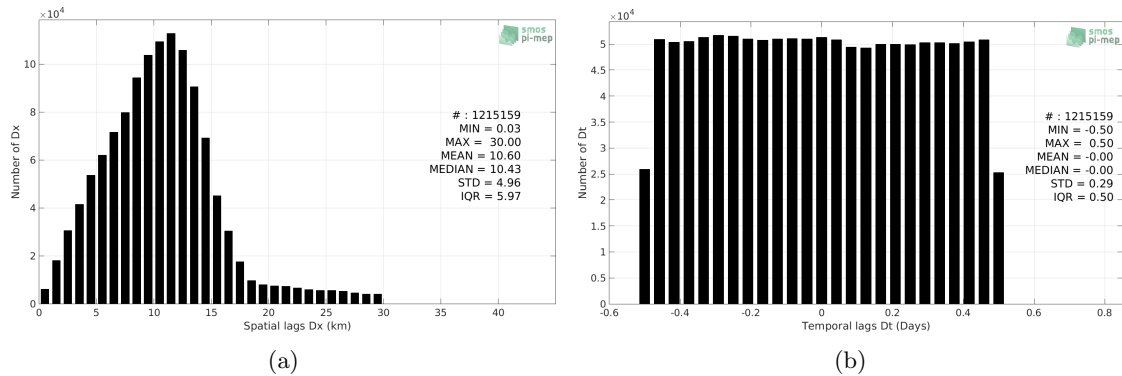 ×10⁴
10
8
6
4
2
0
Number of Dx
0 5 10 15 20 25 30 35 40
Spatial lags Dx (km)
smos
pi-mep
# : 1215159
MIN = 0.03
MAX = 30.00
MEAN = 10.60
MEDIAN = 10.43
STD = 4.96
IQR = 5.97
(a)
×10⁴
5
4.5
4
3.5
3
2.5
2
1.5
1
0.5
0
Number of Dt
-0.6 -0.4 -0.2 0 0.2 0.4 0.6 0.8
Temporal lags Dt (Days)
smos
pi-mep
# : 1215159
MIN = -0.50
MAX = 0.50
MEAN = -0.00
MEDIAN = -0.00
STD = 0.29
IQR = 0.50
(b)